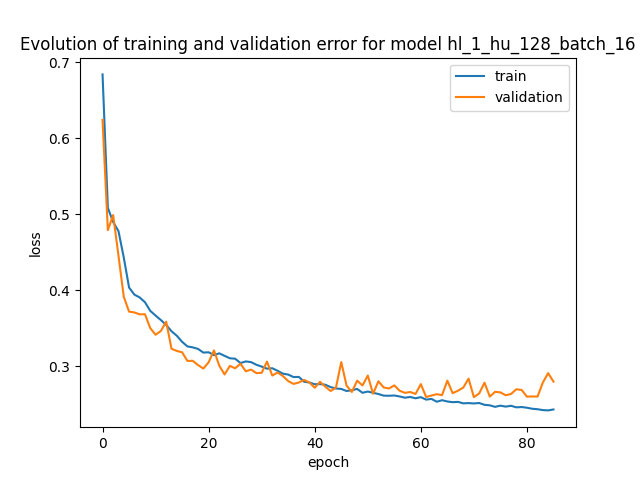 Evolution of training and validation error for model hl_1_hu_128_batch_16
train
validation
loss
0.7
0.6
0.5
0.4
0.3
0 20 40 60 80
epoch